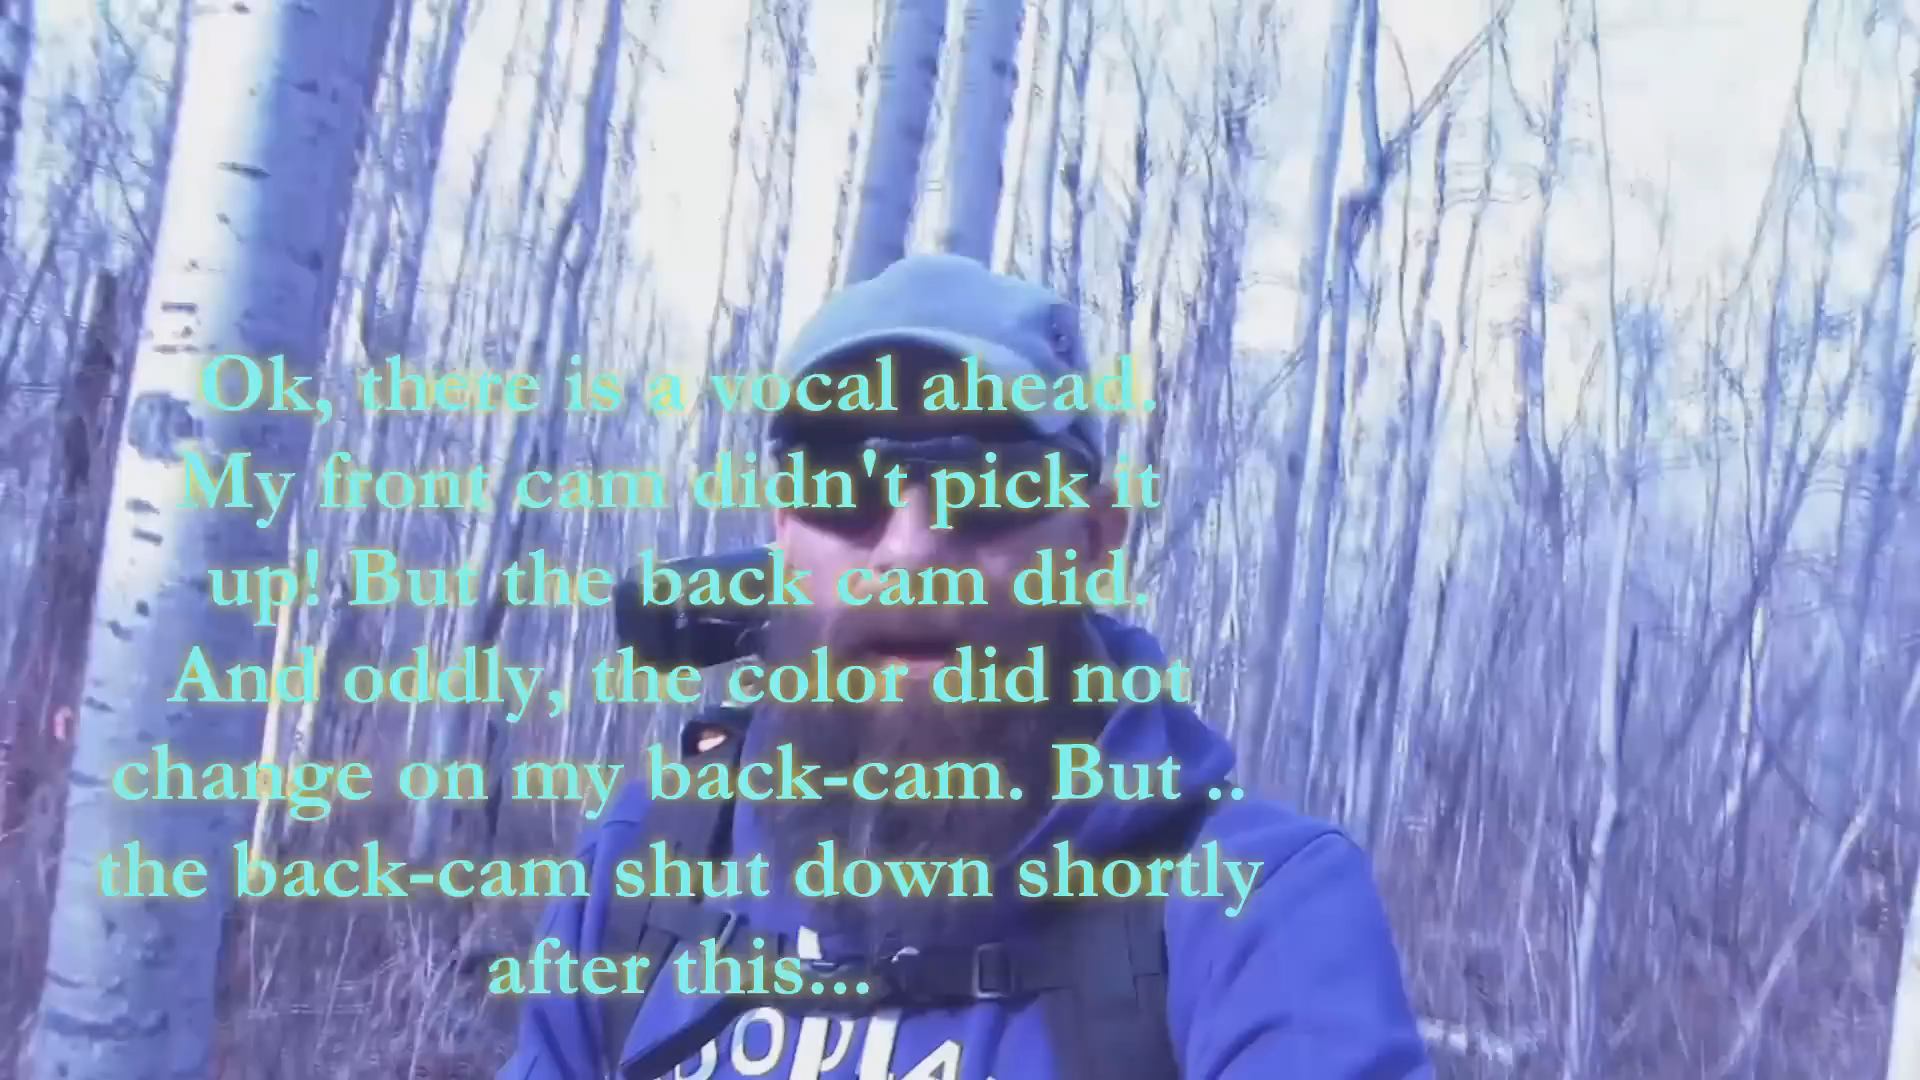 Ok, there is a vocal ahead.
My front cam didn't pick it
up! But the back cam did.
And oddly, the color did not
change on my back-cam. But ..
the back-cam shut down shortly
after this...